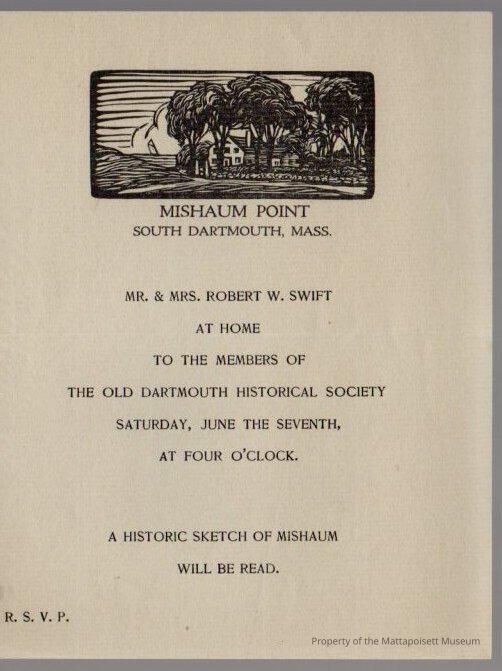 MISHAUM POINT
SOUTH DARTMOUTH, MASS.
MR. & MRS. ROBERT W. SWIFT
AT HOME
TO THE MEMBERS OF
THE OLD DARTMOUTH HISTORICAL SOCIETY
SATURDAY, JUNE THE SEVENTH,
AT FOUR O'CLOCK.
A HISTORIC SKETCH OF MISHAUM
WILL BE READ.
R. S. V. P.
Property of the Mattapoisett Museum